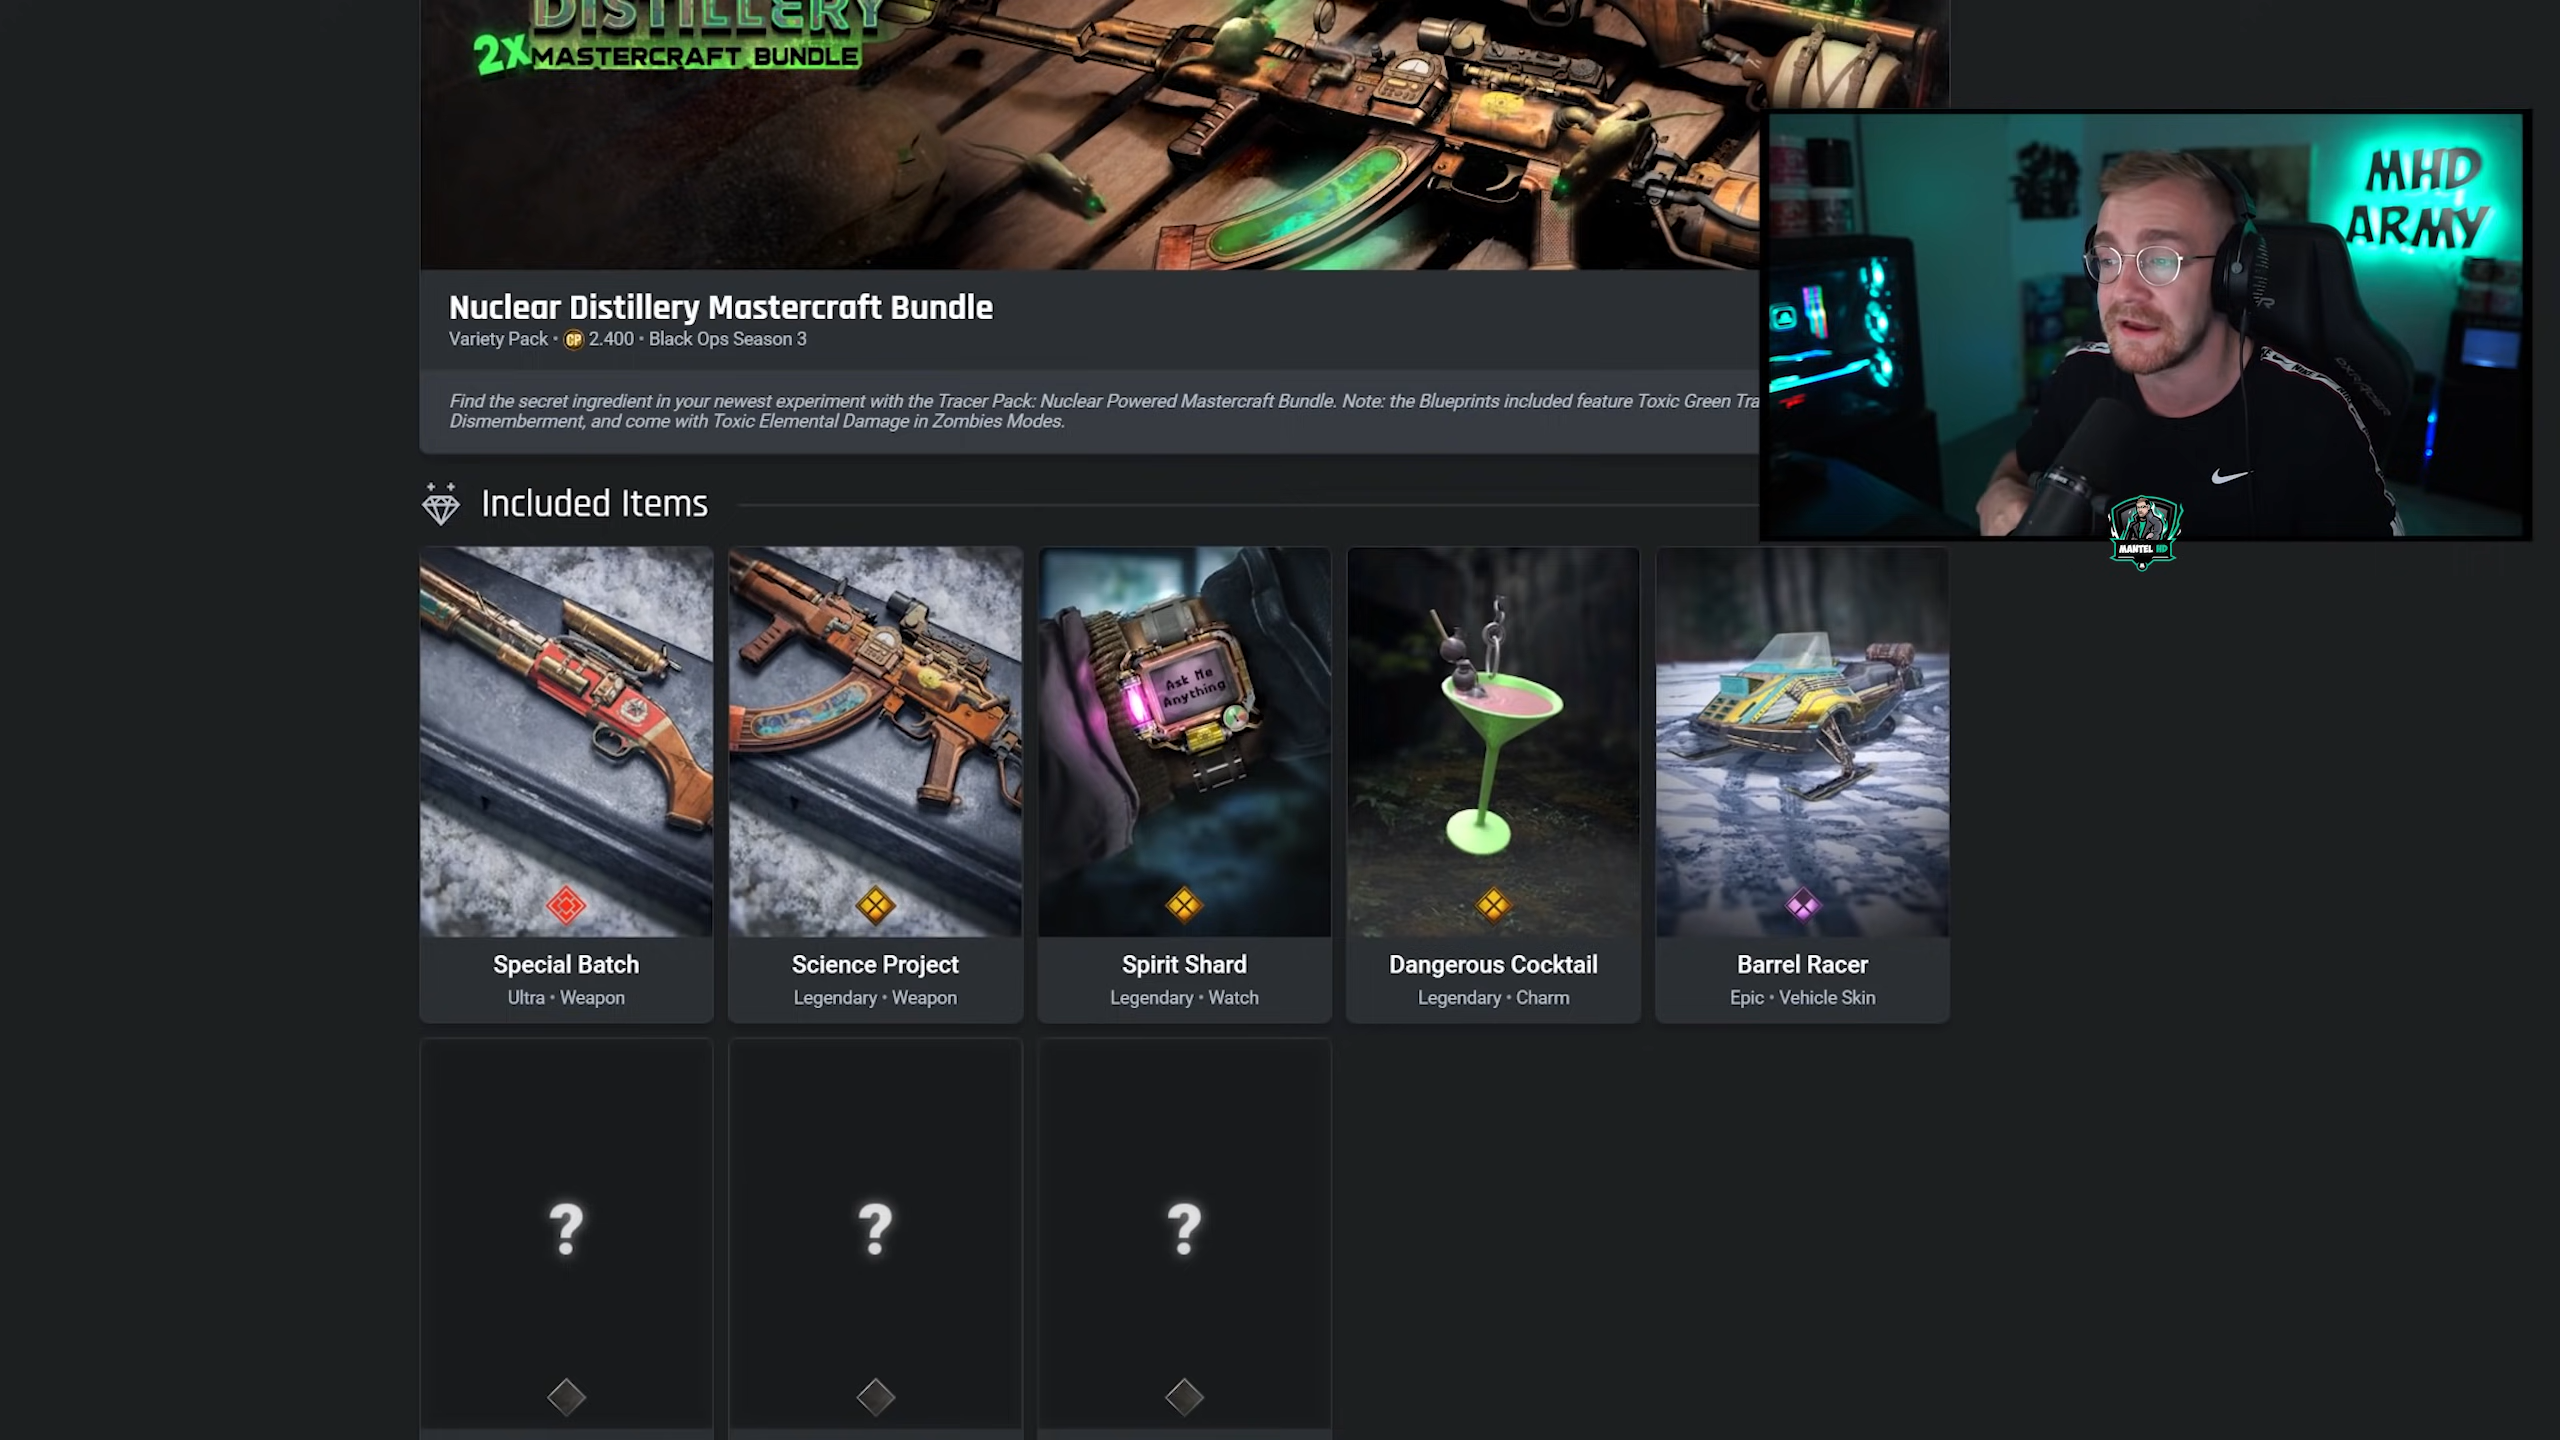 DISTILLERY
2X MASTERCRAFT BUNDLE
MHD
ARMY
Nuclear Distillery Mastercraft Bundle
Variety Pack • CP 2.400 • Black Ops Season 3
Find the secret ingredient in your newest experiment with the Tracer Pack: Nuclear Powered Mastercraft Bundle. Note: the Blueprints included feature Toxic Green Tra
Dismemberment, and come with Toxic Elemental Damage in Zombies Modes.
Included Items
MANTEL HD
Ask Me
Anything
Special Batch
Ultra • Weapon
Science Project
Legendary • Weapon
Spirit Shard
Legendary • Watch
Dangerous Cocktail
Legendary • Charm
Barrel Racer
Epic • Vehicle Skin
?
?
?